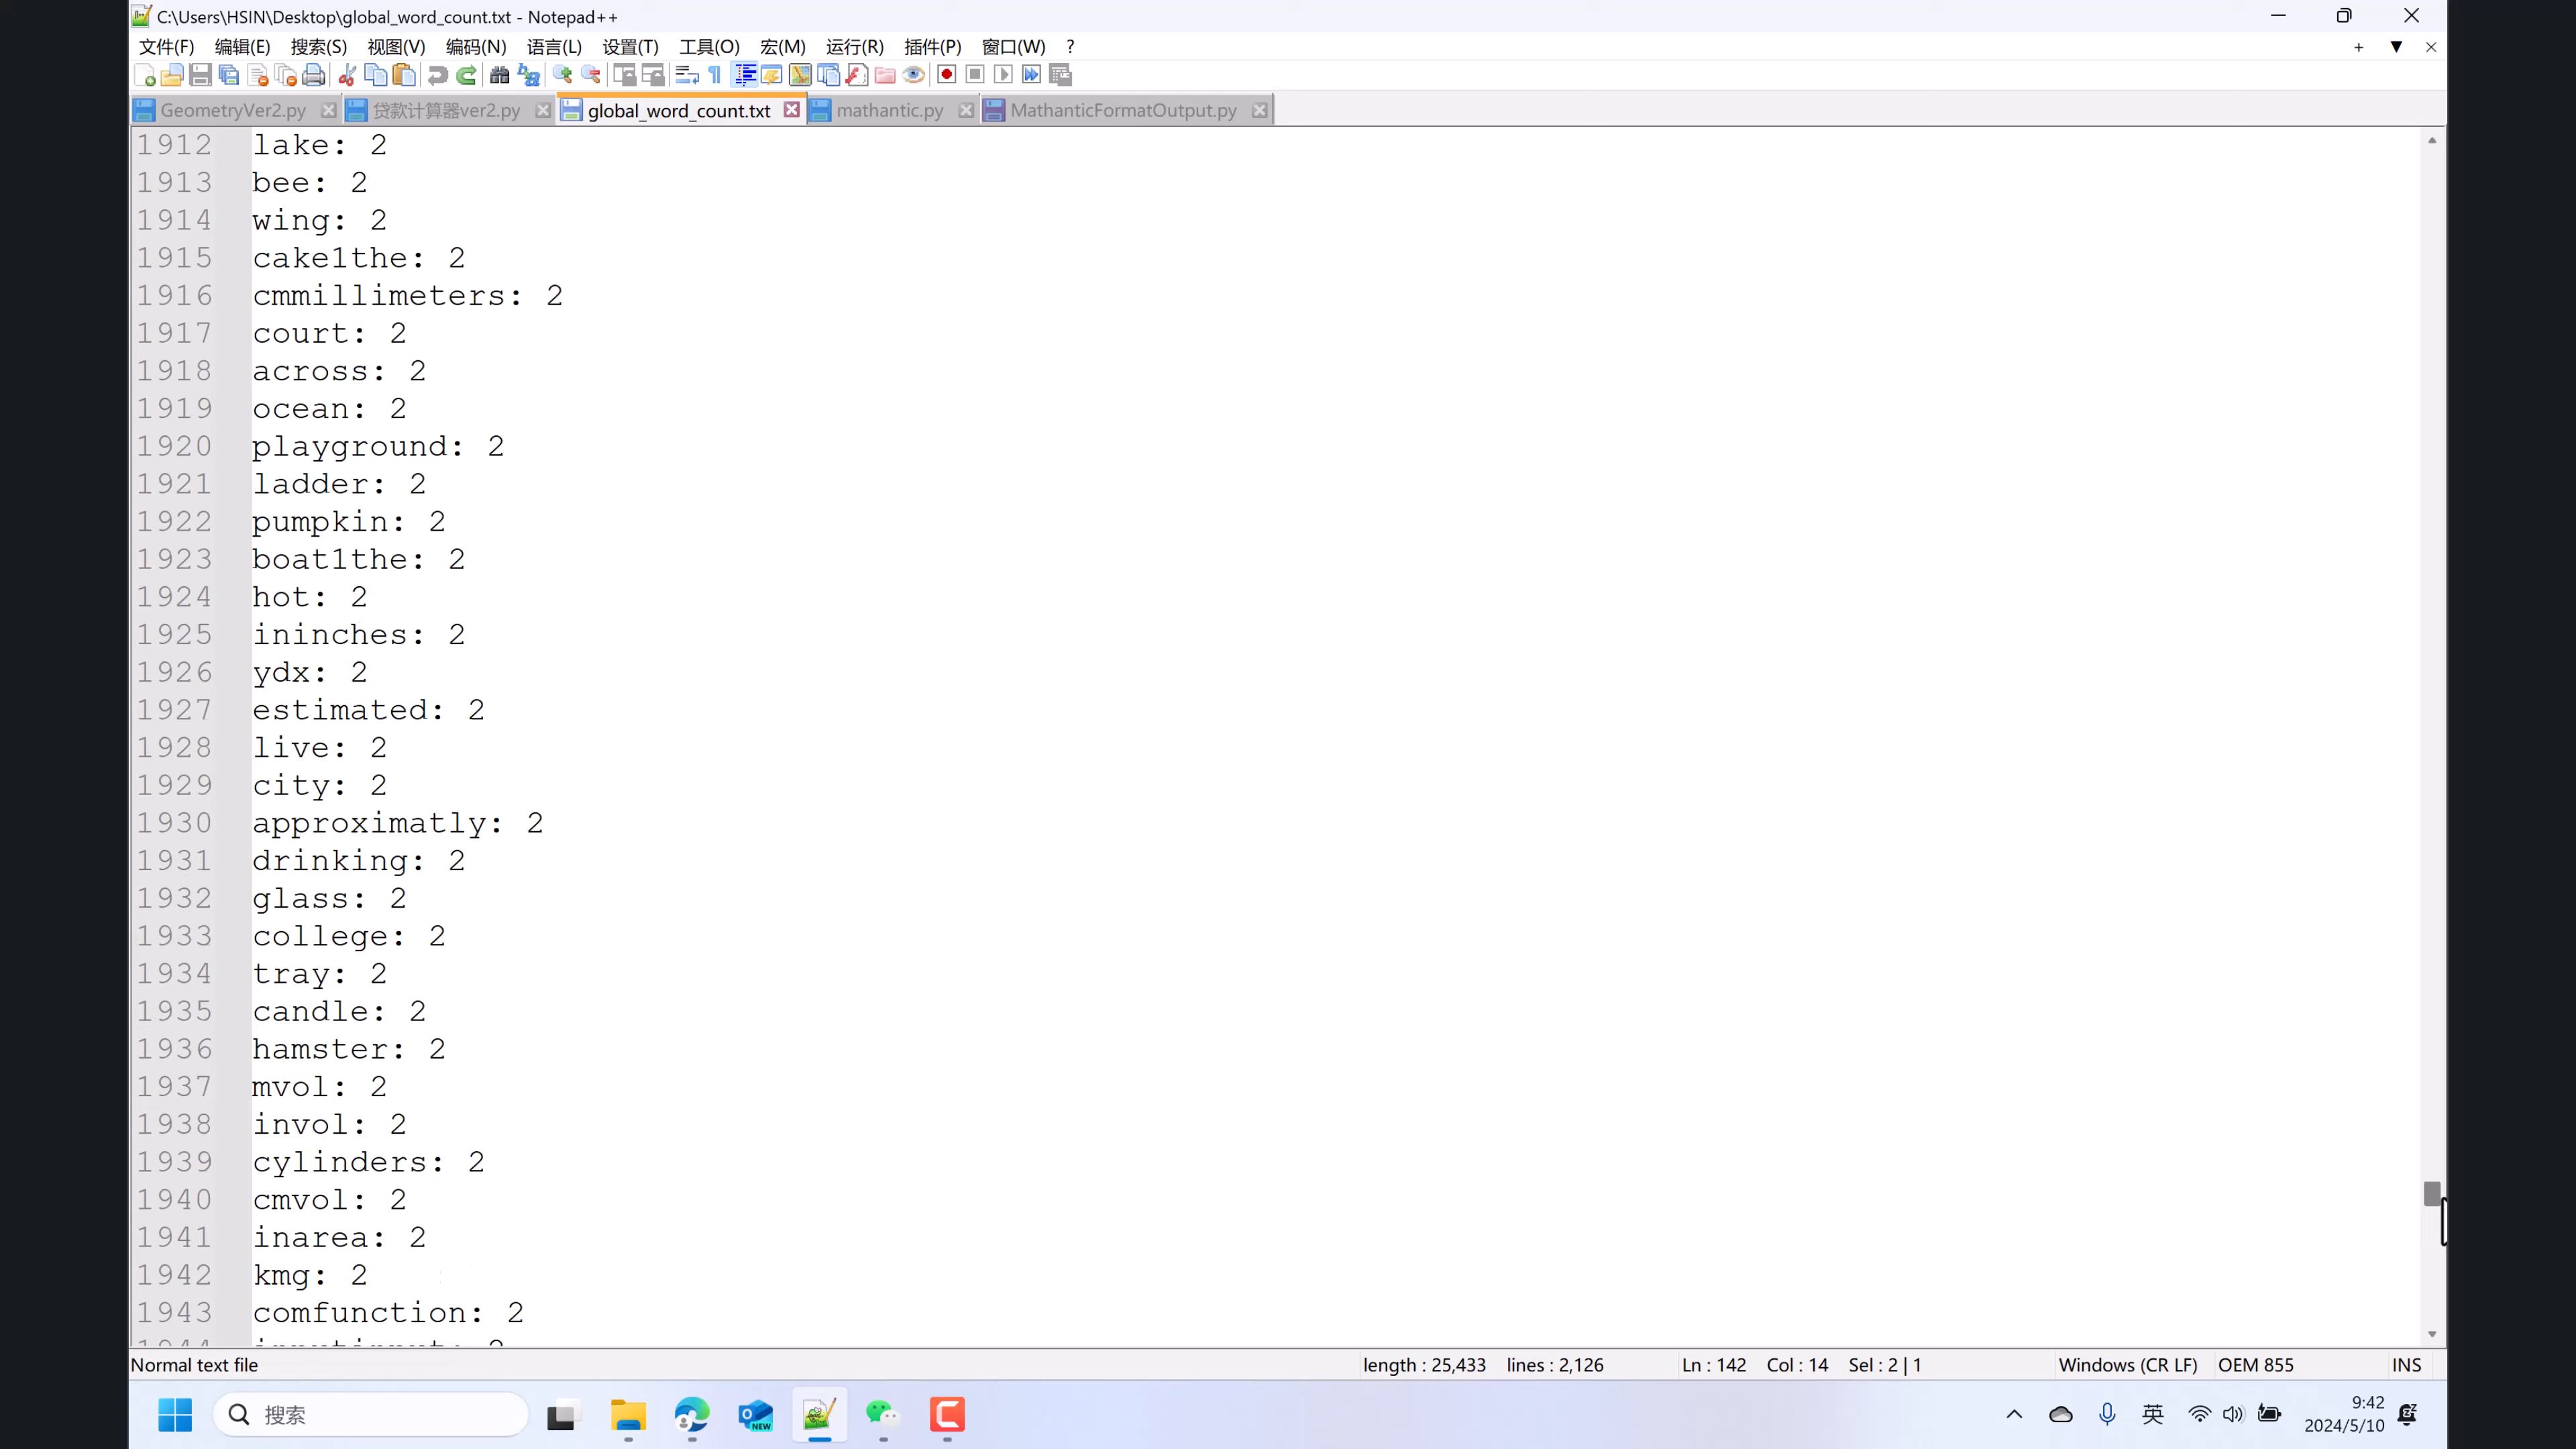 C:\Users\HSIN\Desktop\global_word_count.txt - Notepad++
文件(F) 编辑(E) 搜索(S) 视图(V) 编码(N) 语言(L) 设置(T) 工具(O) 宏(M) 运行(R) 插件(P) 窗口(W) ?
GeometryVer2.py 贷款计算器ver2.py global_word_count.txt mathantic.py MathanticFormatOutput.py
1912 lake: 2
1913 bee: 2
1914 wing: 2
1915 cake1the: 2
1916 cmmillimeters: 2
1917 court: 2
1918 across: 2
1919 ocean: 2
1920 playground: 2
1921 ladder: 2
1922 pumpkin: 2
1923 boat1the: 2
1924 hot: 2
1925 ininches: 2
1926 ydx: 2
1927 estimated: 2
1928 live: 2
1929 city: 2
1930 approximatly: 2
1931 drinking: 2
1932 glass: 2
1933 college: 2
1934 tray: 2
1935 candle: 2
1936 hamster: 2
1937 mvol: 2
1938 invol: 2
1939 cylinders: 2
1940 cmvol: 2
1941 inarea: 2
1942 kmg: 2
1943 comfunction: 2
Normal text file length : 25,433 lines : 2,126 Ln : 142 Col : 14 Sel : 2 | 1 Windows (CR LF) OEM 855 INS
搜索 NEW 英 9:42
2024/5/10